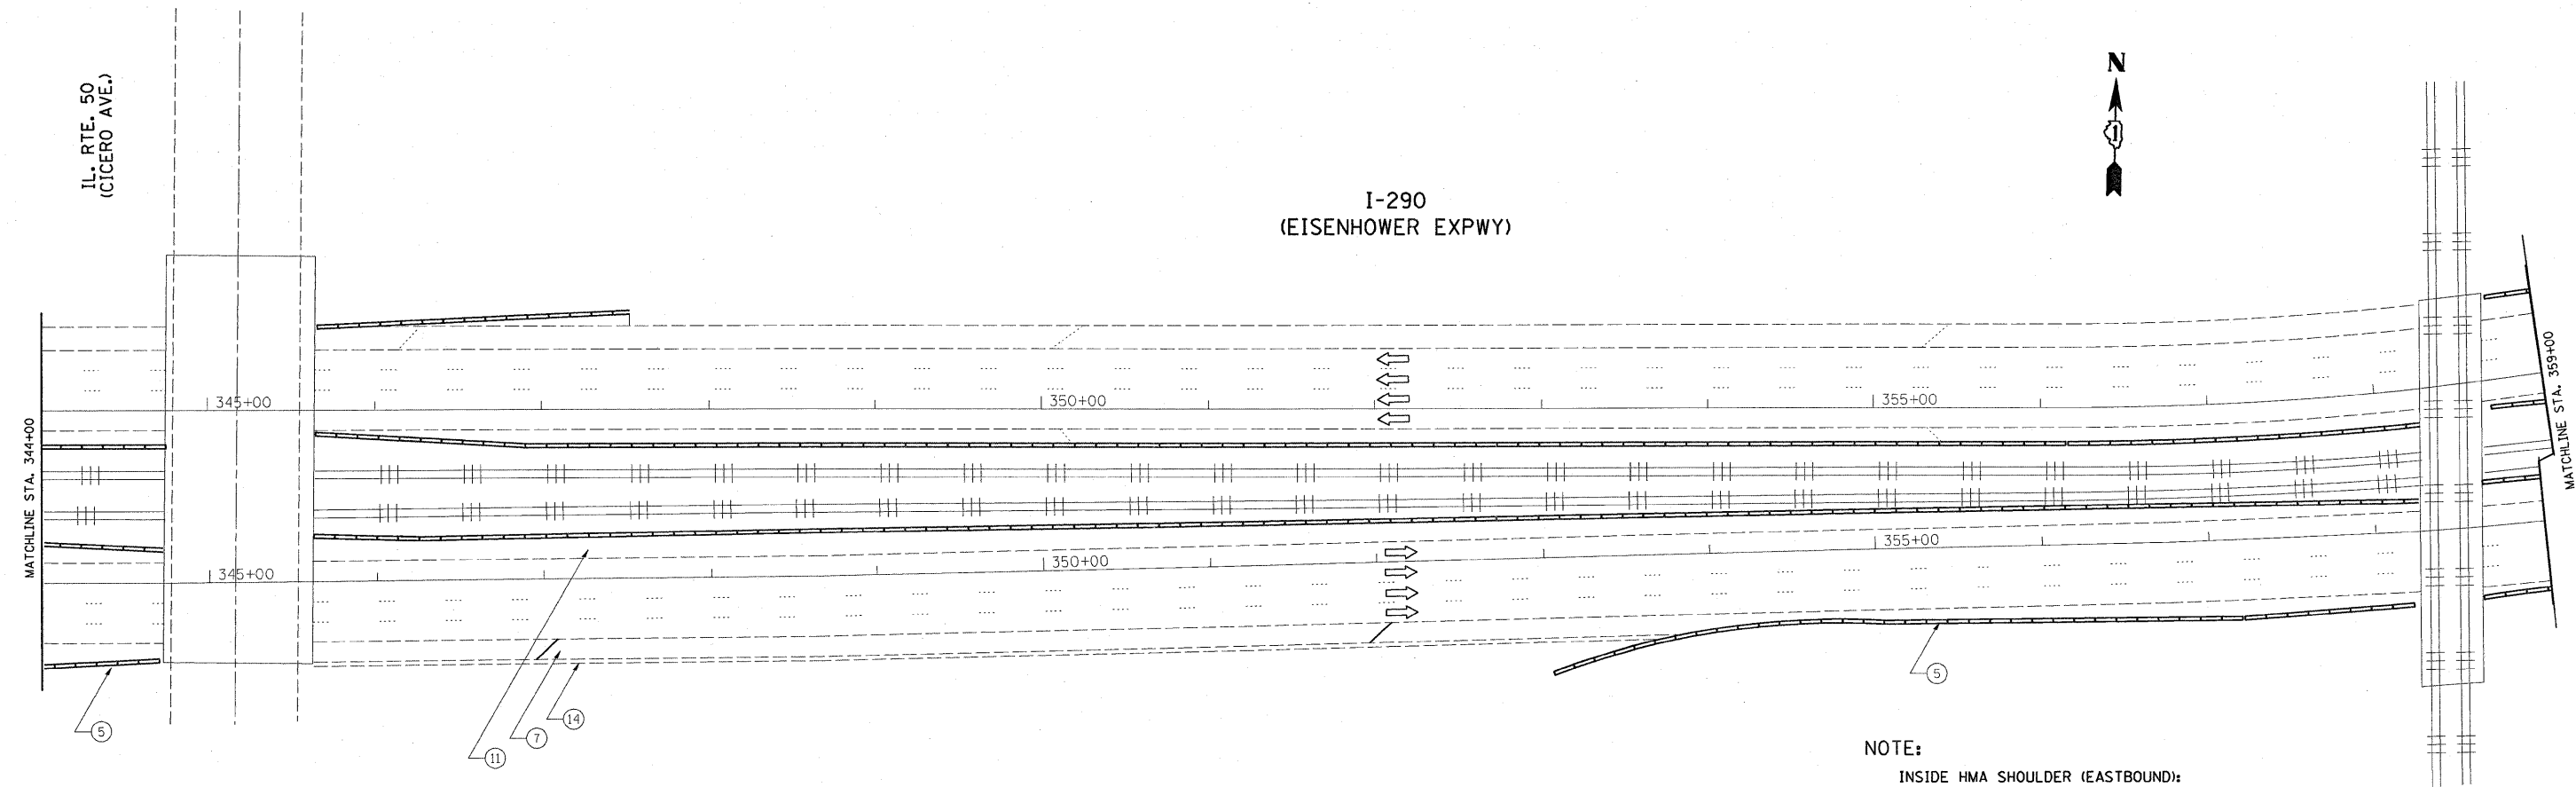 IL. RTE. 50
(CICERO AVE.)
N
1
I-290
(EISENHOWER EXPWY)
MATCHLINE STA. 344+00
MATCHLINE STA. 359+00
345+00
350+00
355+00
345+00
350+00
355+00
5
11
7
14
5
NOTE:
INSIDE HMA SHOULDER (EASTBOUND):